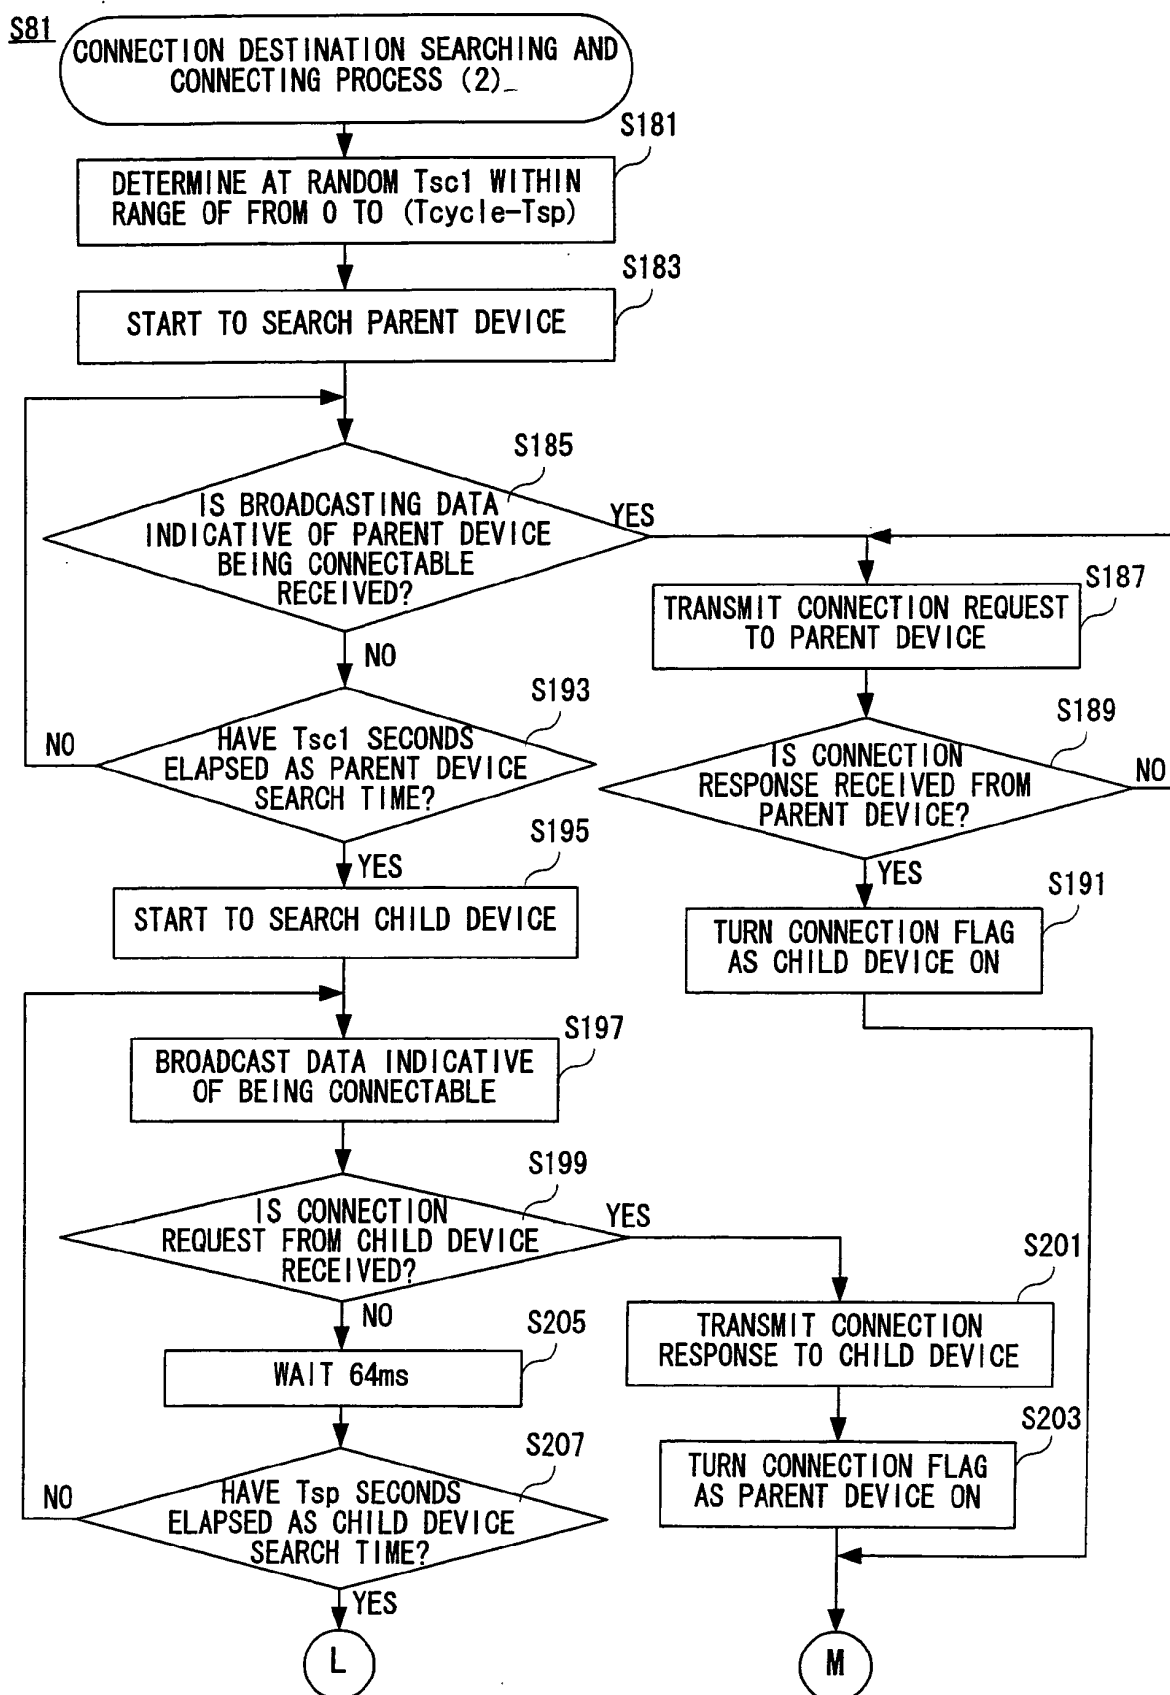 S81
CONNECTION DESTINATION SEARCHING AND
CONNECTING PROCESS (2)
S181
DETERMINE AT RANDOM Tsc1 WITHIN
RANGE OF FROM 0 TO (Tcycle-Tsp)
S183
START TO SEARCH PARENT DEVICE
S185
IS BROADCASTING DATA
INDICATIVE OF PARENT DEVICE
BEING CONNECTABLE
RECEIVED?
YES
NO
S187
TRANSMIT CONNECTION REQUEST
TO PARENT DEVICE
S193
HAVE Tsc1 SECONDS
ELAPSED AS PARENT DEVICE
SEARCH TIME?
NO
YES
S189
IS CONNECTION
RESPONSE RECEIVED FROM
PARENT DEVICE?
NO
YES
S195
START TO SEARCH CHILD DEVICE
S191
TURN CONNECTION FLAG
AS CHILD DEVICE ON
S197
BROADCAST DATA INDICATIVE
OF BEING CONNECTABLE
S199
IS CONNECTION
REQUEST FROM CHILD DEVICE
RECEIVED?
YES
NO
S201
TRANSMIT CONNECTION
RESPONSE TO CHILD DEVICE
S205
WAIT 64ms
S203
TURN CONNECTION FLAG
AS PARENT DEVICE ON
S207
HAVE Tsp SECONDS
ELAPSED AS CHILD DEVICE
SEARCH TIME?
NO
YES
L
M